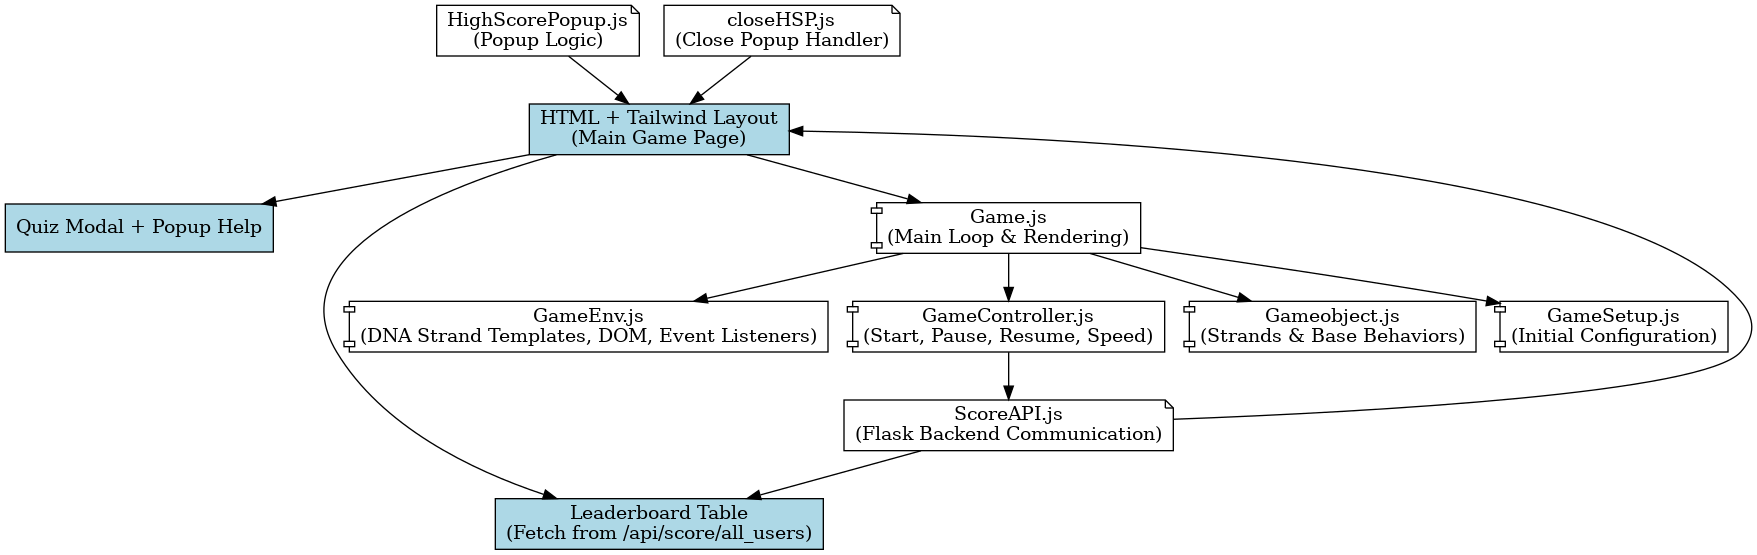 HighScorePopup.js
(Popup Logic)
closeHSP.js
(Close Popup Handler)
HTML + Tailwind Layout
(Main Game Page)
Quiz Modal + Popup Help
Game.js
(Main Loop & Rendering)
GameEnv.js
(DNA Strand Templates, DOM, Event Listeners)
GameController.js
(Start, Pause, Resume, Speed)
Gameobject.js
(Strands & Base Behaviors)
GameSetup.js
(Initial Configuration)
ScoreAPI.js
(Flask Backend Communication)
Leaderboard Table
(Fetch from /api/score/all_users)